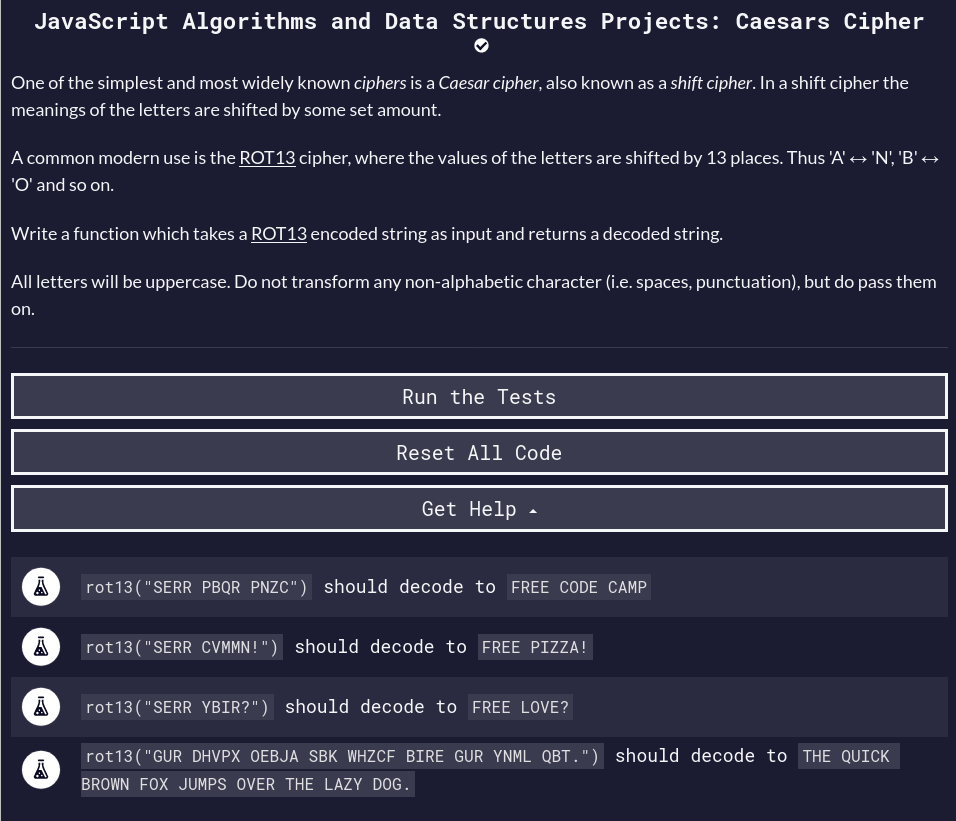 JavaScript Algorithms and Data Structures Projects: Caesars Cipher
One of the simplest and most widely known ciphers is a Caesar cipher, also known as a shift cipher. In a shift cipher the
meanings of the letters are shifted by some set amount.
A common modern use is the ROT13 cipher, where the values of the letters are shifted by 13 places. Thus 'A' ↔ 'N', 'B' ↔
'O' and so on.
Write a function which takes a ROT13 encoded string as input and returns a decoded string.
All letters will be uppercase. Do not transform any non-alphabetic character (i.e. spaces, punctuation), but do pass them
on.
Run the Tests
Reset All Code
Get Help
rot13("SERR PBQR PNZC") should decode to FREE CODE CAMP
rot13("SERR CVMMN!") should decode to FREE PIZZA!
rot13("SERR YBIR?") should decode to FREE LOVE?
rot13("GUR DHVPX OEBJA SBK WHZCF BIRE GUR YNML QBT.") should decode to THE QUICK
BROWN FOX JUMPS OVER THE LAZY DOG.